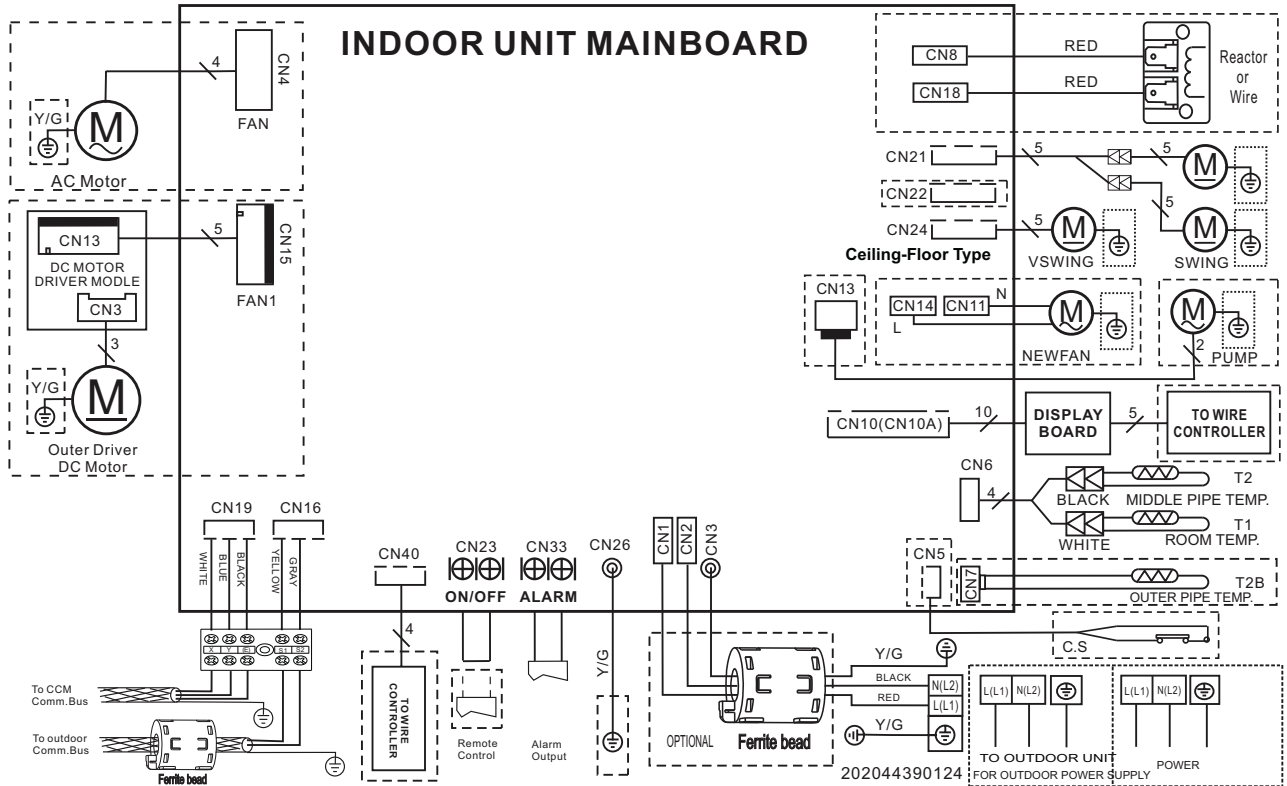 INDOOR UNIT MAINBOARD
4
CN4
FAN
Y/G
M
AC Motor
CN13
DC MOTOR
DRIVER MODLE
CN3
5
CN15
FAN1
3
Y/G
M
Outer Driver
DC Motor
CN8
RED
CN18
RED
Reactor
or
Wire
CN21
5
5
M
CN22
5
CN24
5
M
M
Ceiling-Floor Type
VSWING
SWING
CN13
CN14
CN11
N
L
M
NEWFAN
M
2
PUMP
CN10(CN10A)
10
DISPLAY
BOARD
5
TO WIRE
CONTROLLER
CN6
4
BLACK
T2
MIDDLE PIPE TEMP.
WHITE
T1
ROOM TEMP.
CN5
CN7
T2B
OUTER PIPE TEMP.
C.S
CN19
CN16
WHITE
BLUE
BLACK
YELLOW
GRAY
X
Y
(E)
S1
S2
To CCM
Comm.Bus
To outdoor
Comm.Bus
Ferrite bead
CN40
4
TO WIRE
CONTROLLER
CN23
ON/OFF
Remote
Control
CN33
ALARM
Alarm
Output
CN26
Y/G
CN1
CN2
CN3
OPTIONAL
Ferrite bead
Y/G
BLACK
RED
Y/G
N(L2)
L(L1)
202044390124
L(L1)
N(L2)
TO OUTDOOR UNIT
FOR OUTDOOR POWER SUPPLY
L(L1)
N(L2)
POWER